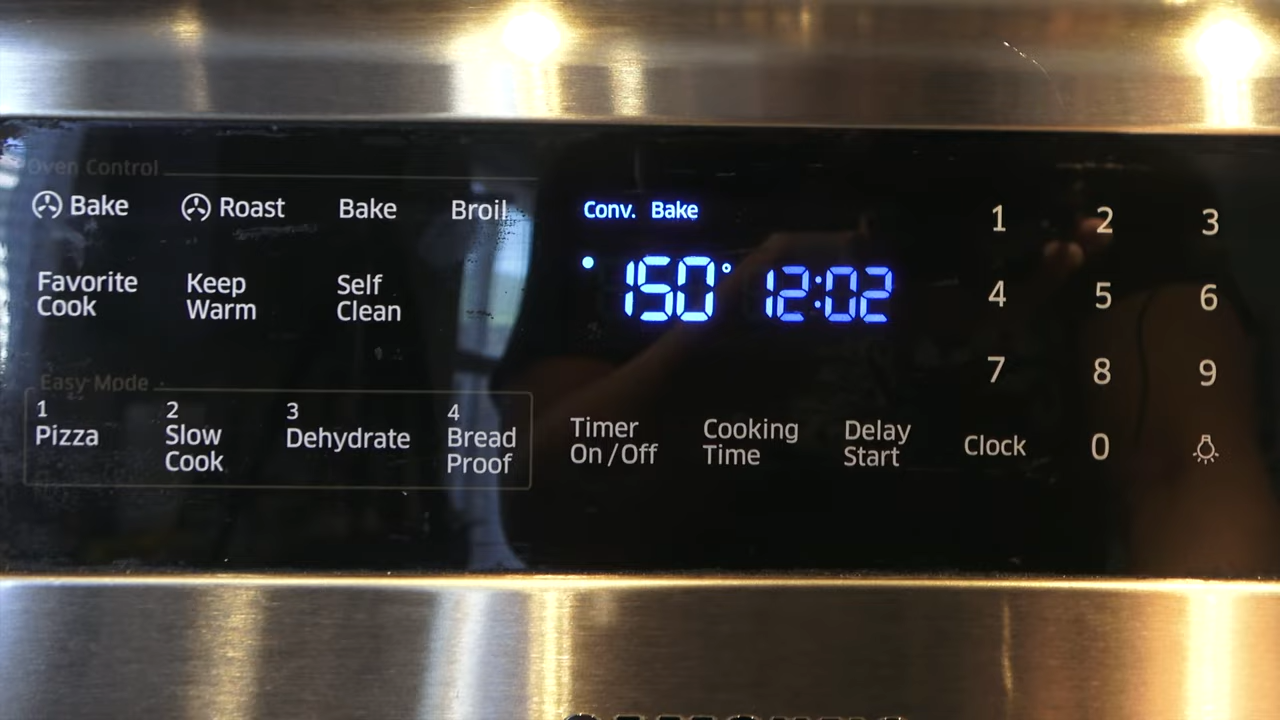 Oven Control
Bake Roast Bake Broil
Favorite Cook
Keep Warm
Self Clean
Easy Mode
1 Pizza
2 Slow Cook
3 Dehydrate
4 Bread Proof
Conv. Bake
150° 12:02
Timer On/Off
Cooking Time
Delay Start
Clock
1 2 3
4 5 6
7 8 9
0